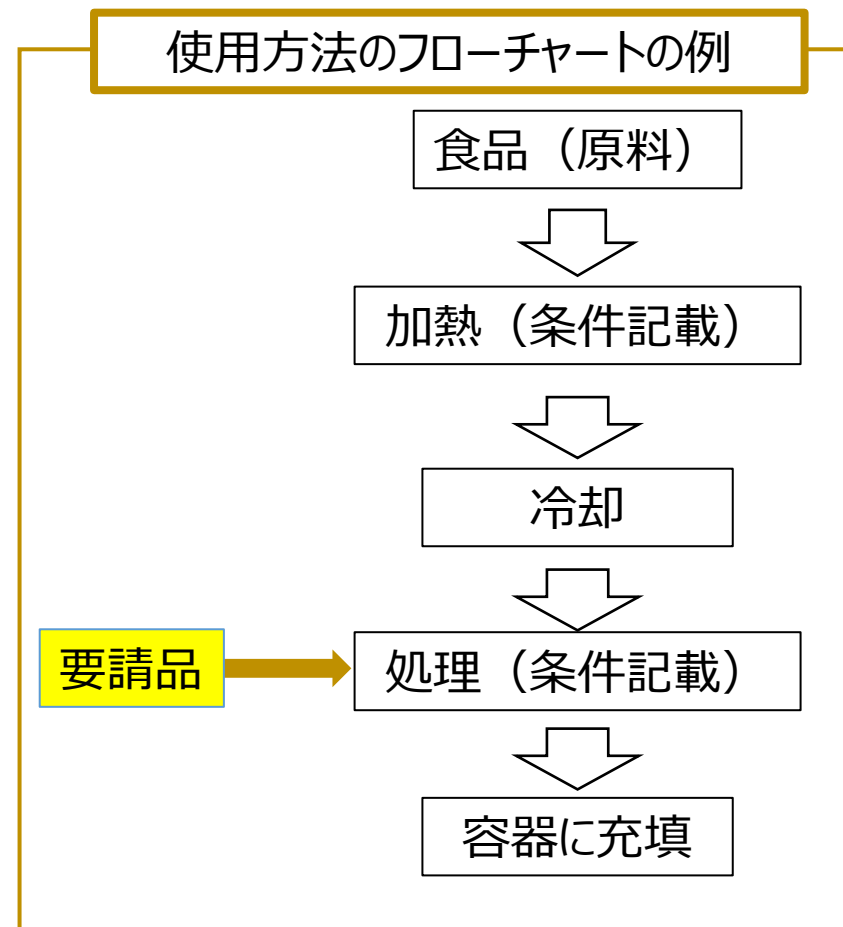 使用方法のフローチャートの例
食品（原料）
加熱（条件記載）
冷却
要請品
処理（条件記載）
容器に充填